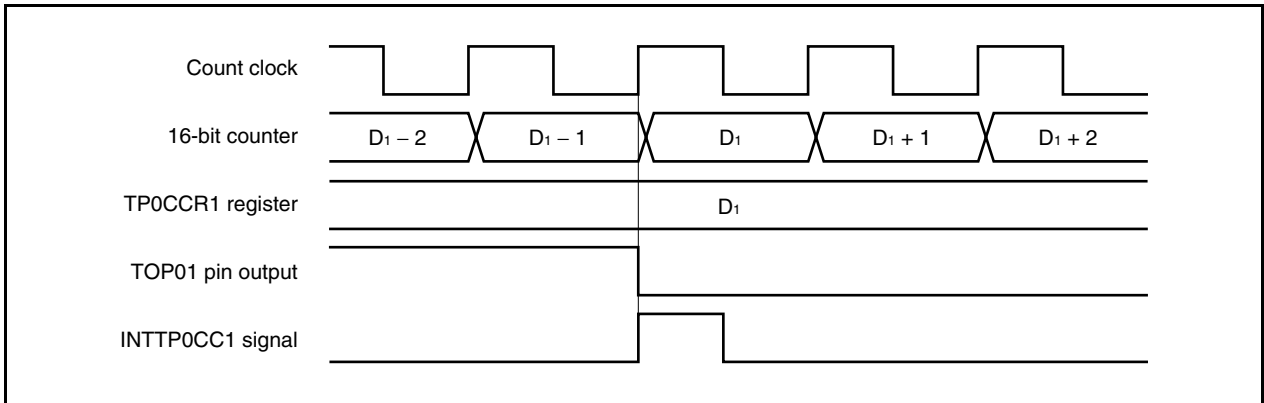 Count clock
16-bit counter D₁ − 2 D₁ − 1 D₁ D₁ + 1 D₁ + 2
TP0CCR1 register D₁
TOP01 pin output
INTTP0CC1 signal